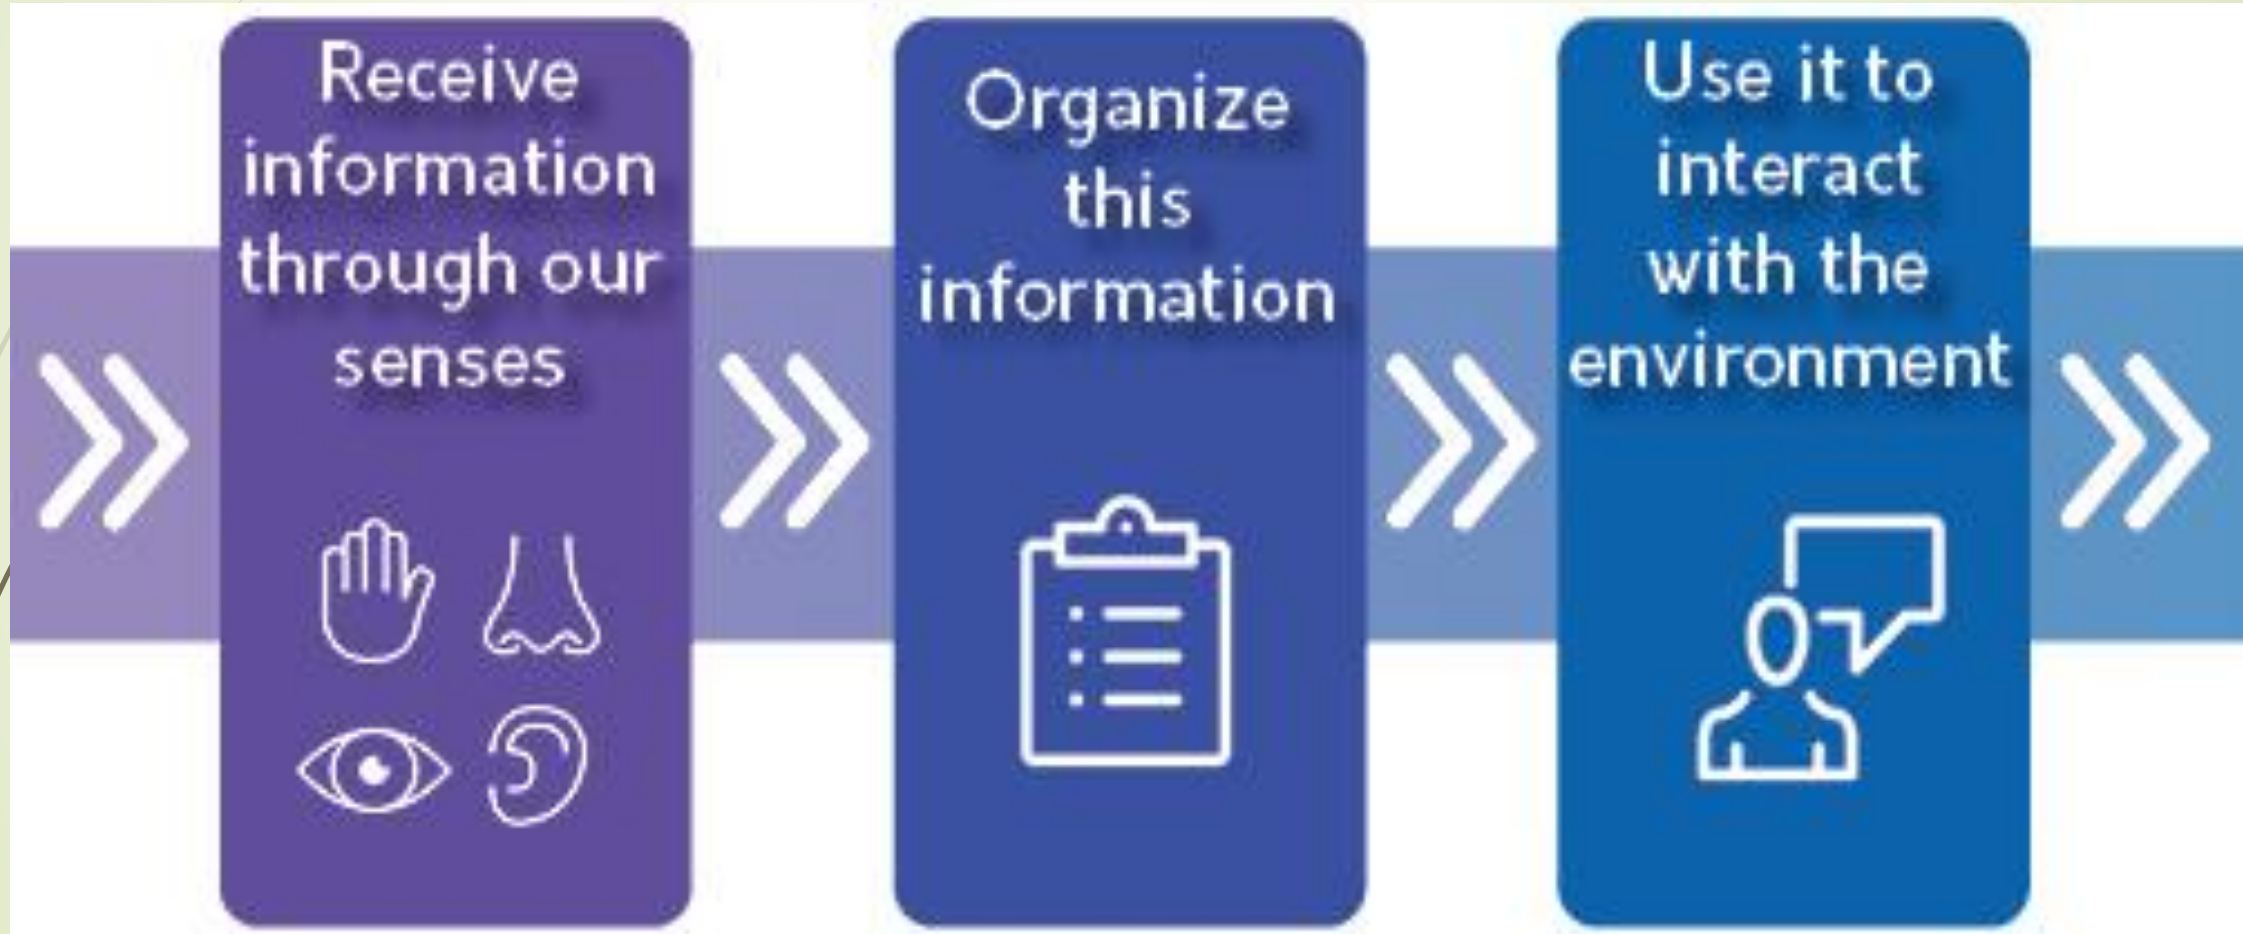 Receive
information
through our
senses
Organize
this
information
Use it to
interact
with the
environment